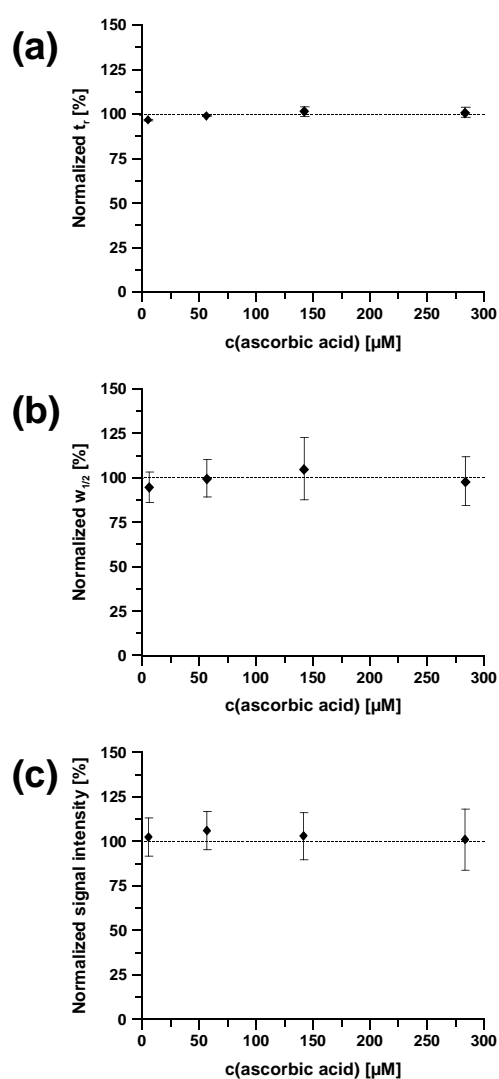 (a)
Normalized tr [%]
150
125
100
75
50
25
0
0 50 100 150 200 250 300
c(ascorbic acid) [µM]
(b)
Normalized w1/2 [%]
150
125
100
75
50
25
0
0 50 100 150 200 250 300
c(ascorbic acid) [µM]
(c)
Normalized signal intensity [%]
150
125
100
75
50
25
0
0 50 100 150 200 250 300
c(ascorbic acid) [µM]